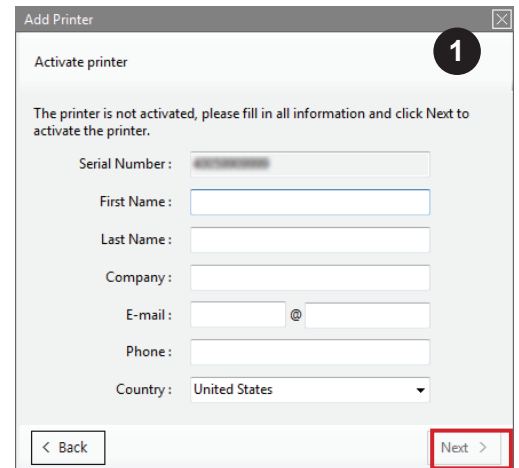 Add Printer
Activate printer
1
The printer is not activated, please fill in all information and click Next to
activate the printer.
Serial Number :
First Name :
Last Name :
Company :
E-mail :
@
Phone :
Country :
United States
< Back
Next >